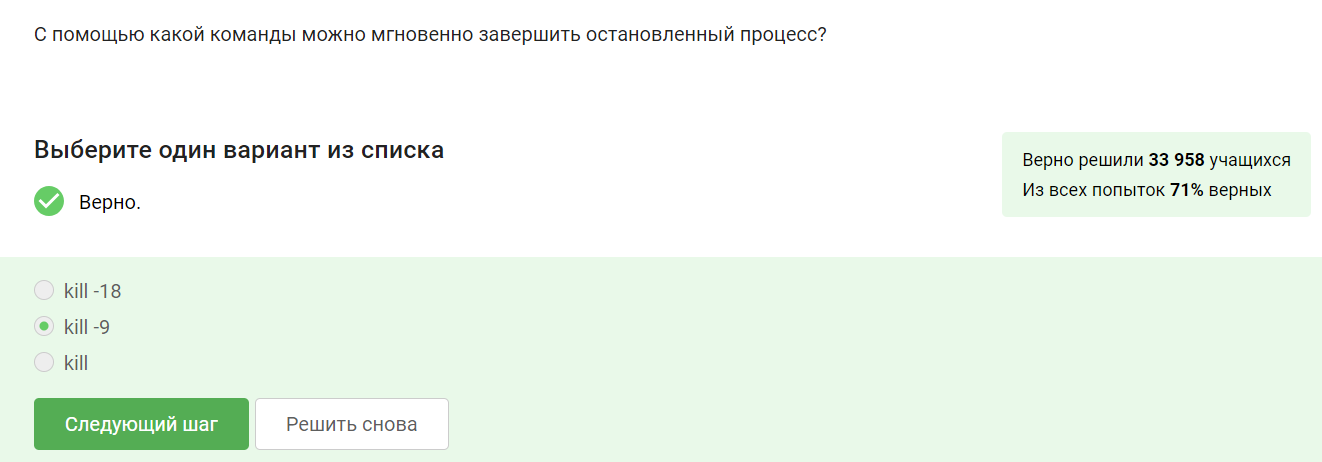 С помощью какой команды можно мгновенно завершить остановленный процесс?
Выберите один вариант из списка
Верно.
Верно решили 33 958 учащихся
Из всех попыток 71% верных
kill -18
kill -9
kill
Следующий шаг
Решить снова